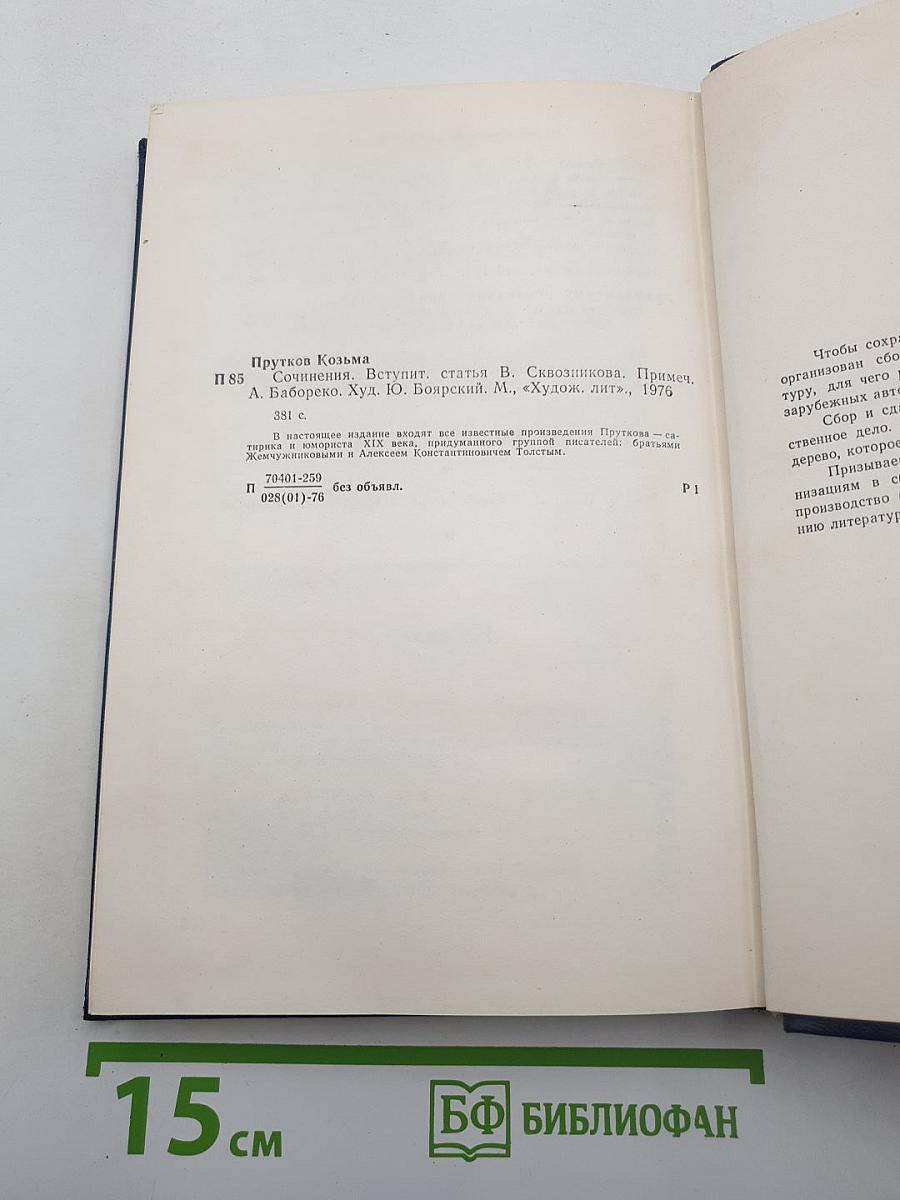 Прутков Козьма
П 85 Сочинения. Вступит. статья В. Сквозникова. Примеч.
А. Бабореко. Худ. Ю. Боярский. М., «Худож. лит»., 1976
381 с.
В настоящее издание входят все известные произведения Пруткова — са-
тирика и юмориста XIX века, придуманного группой писателей: братьями
Жемчужниковыми и Алексеем Константиновичем Толстым.
П 70401-259
028(01)-76 без объявл. Р 1
Чтобы сохра
организован сбо
туру, для чего р
зарубежных авто
Сбор и сда
ственное дело.
дерево, которое
Призывае
низациям в с
производство
нию литератур
15 см
БФ БИБЛИОФАН